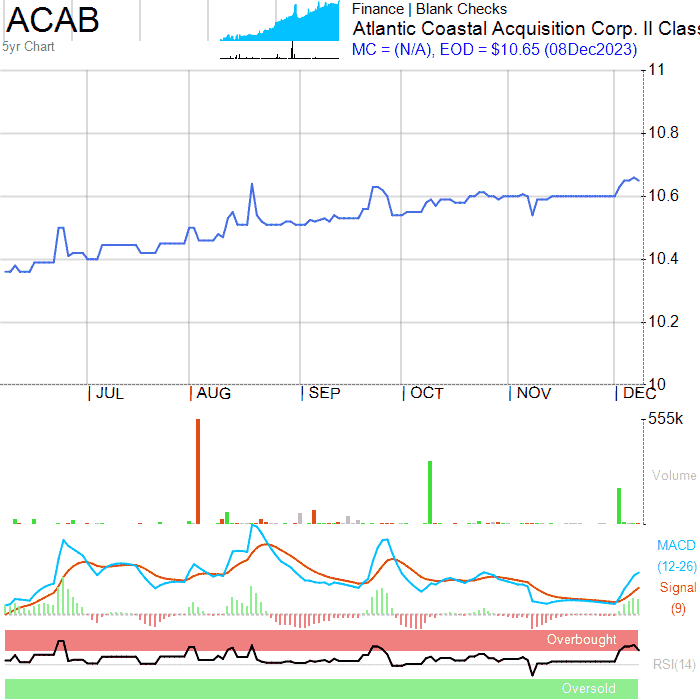 ACAB
5yr Chart
Finance | Blank Checks
Atlantic Coastal Acquisition Corp. II Class
MC = (N/A), EOD = $10.65 (08Dec2023)
11
10.8
10.6
10.4
10.2
10
JUL AUG SEP OCT NOV DEC
555k
Volume
MACD
(12-26)
Signal
(9)
Overbought
RSI(14)
Oversold